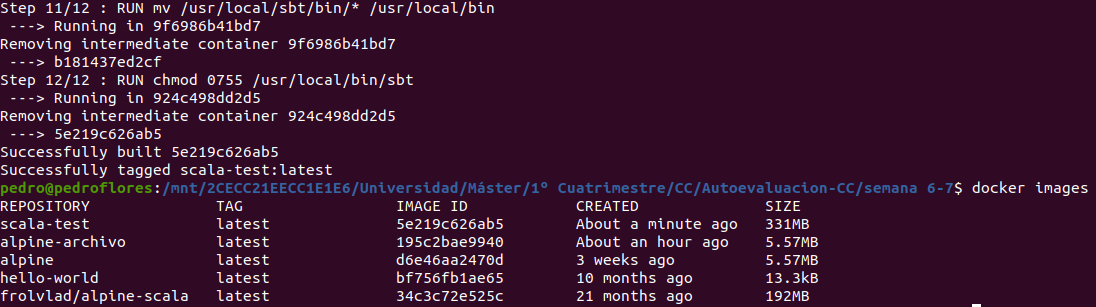 Step 11/12 : RUN mv /usr/local/sbt/bin/* /usr/local/bin
 ---> Running in 9f6986b41bd7
Removing intermediate container 9f6986b41bd7
 ---> b181437ed2cf
Step 12/12 : RUN chmod 0755 /usr/local/bin/sbt
 ---> Running in 924c498dd2d5
Removing intermediate container 924c498dd2d5
 ---> 5e219c626ab5
Successfully built 5e219c626ab5
Successfully tagged scala-test:latest
pedro@pedroflores:/mnt/2CECC21EECC1E1E6/Universidad/Máster/1º Cuatrimestre/CC/Autoevaluacion-CC/semana 6-7$ docker images
REPOSITORY TAG IMAGE ID CREATED SIZE
scala-test latest 5e219c626ab5 About a minute ago 331MB
alpine-archivo latest 195c2bae9940 About an hour ago 5.57MB
alpine latest d6e46aa2470d 3 weeks ago 5.57MB
hello-world latest bf756fb1ae65 10 months ago 13.3kB
frolvlad/alpine-scala latest 34c3c72e525c 21 months ago 192MB